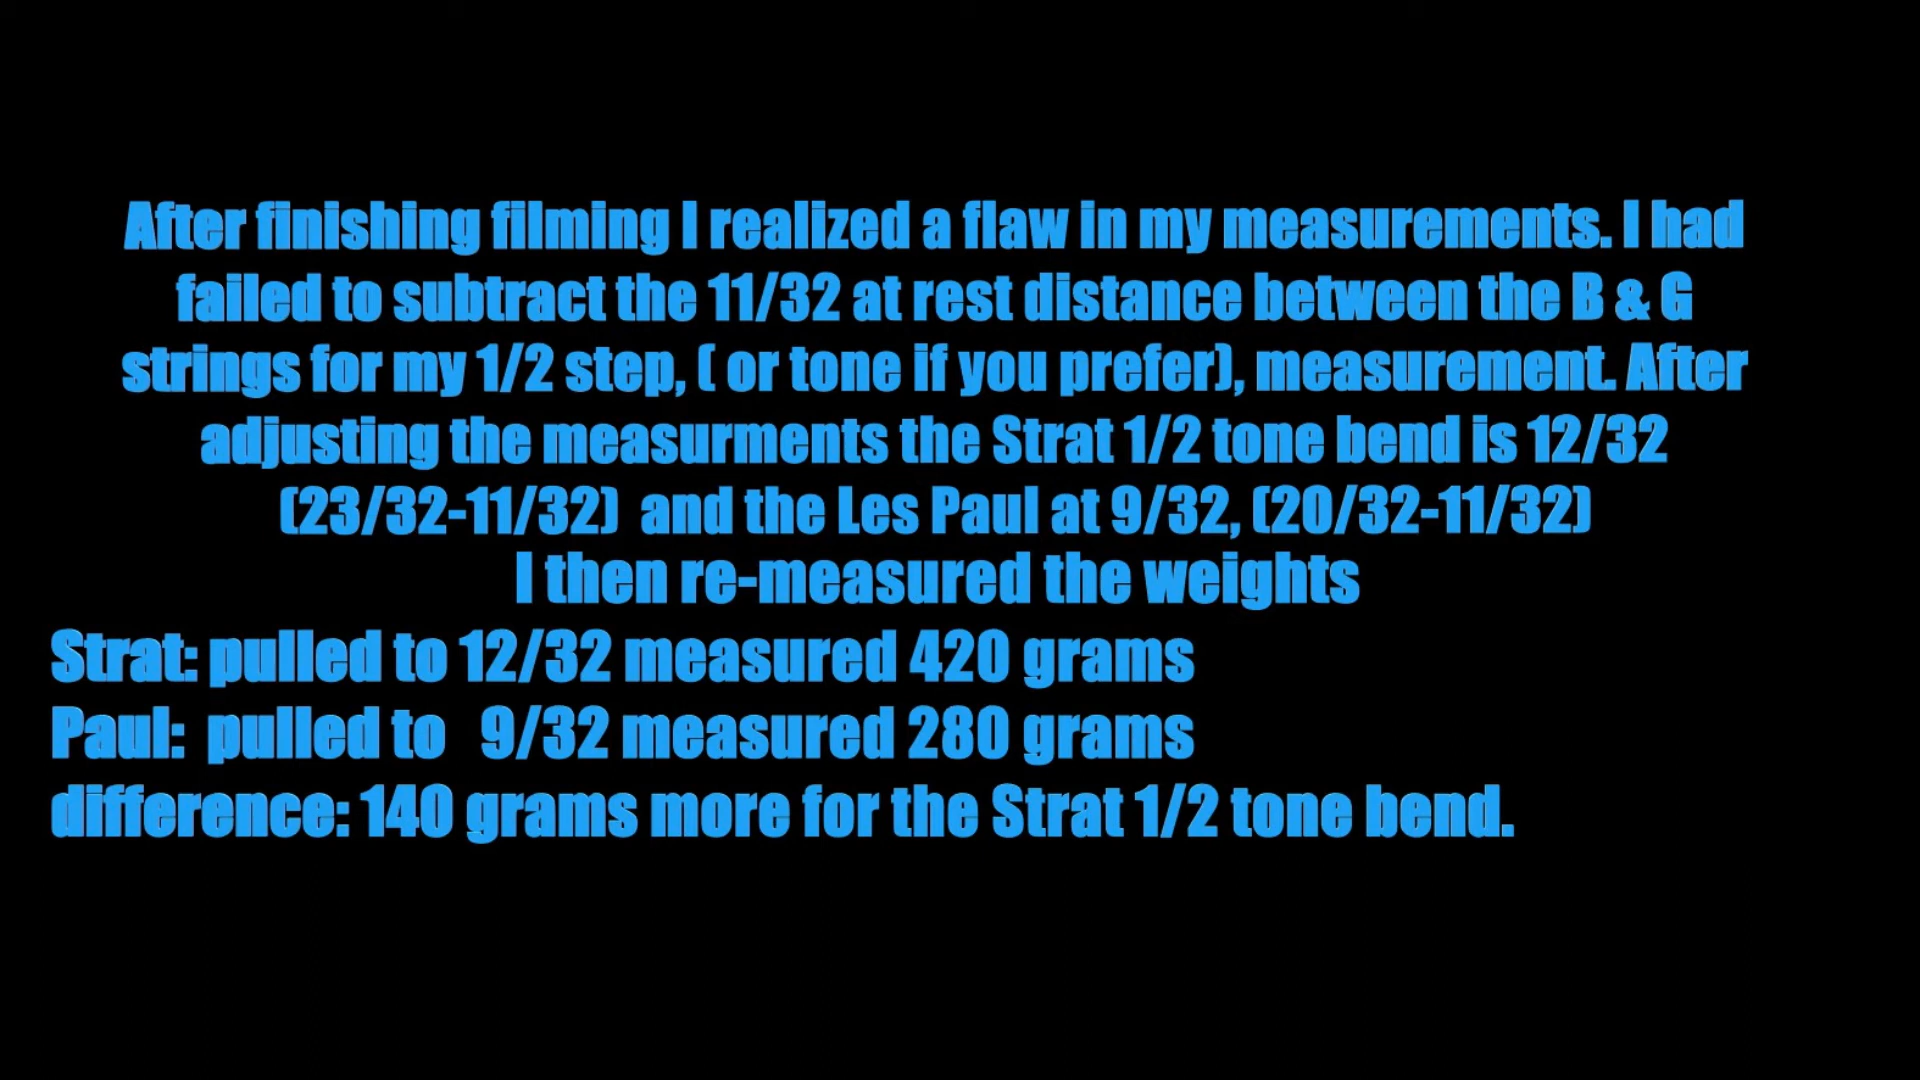 After finishing filming I realized a flaw in my measurements. I had
failed to subtract the 11/32 at rest distance between the B & G
strings for my 1/2 step, ( or tone if you prefer), measurement. After
adjusting the measurments the Strat 1/2 tone bend is 12/32
(23/32-11/32)  and the Les Paul at 9/32, (20/32-11/32)
I then re-measured the weights
Strat: pulled to 12/32 measured 420 grams
Paul:  pulled to   9/32 measured 280 grams
difference: 140 grams more for the Strat 1/2 tone bend.